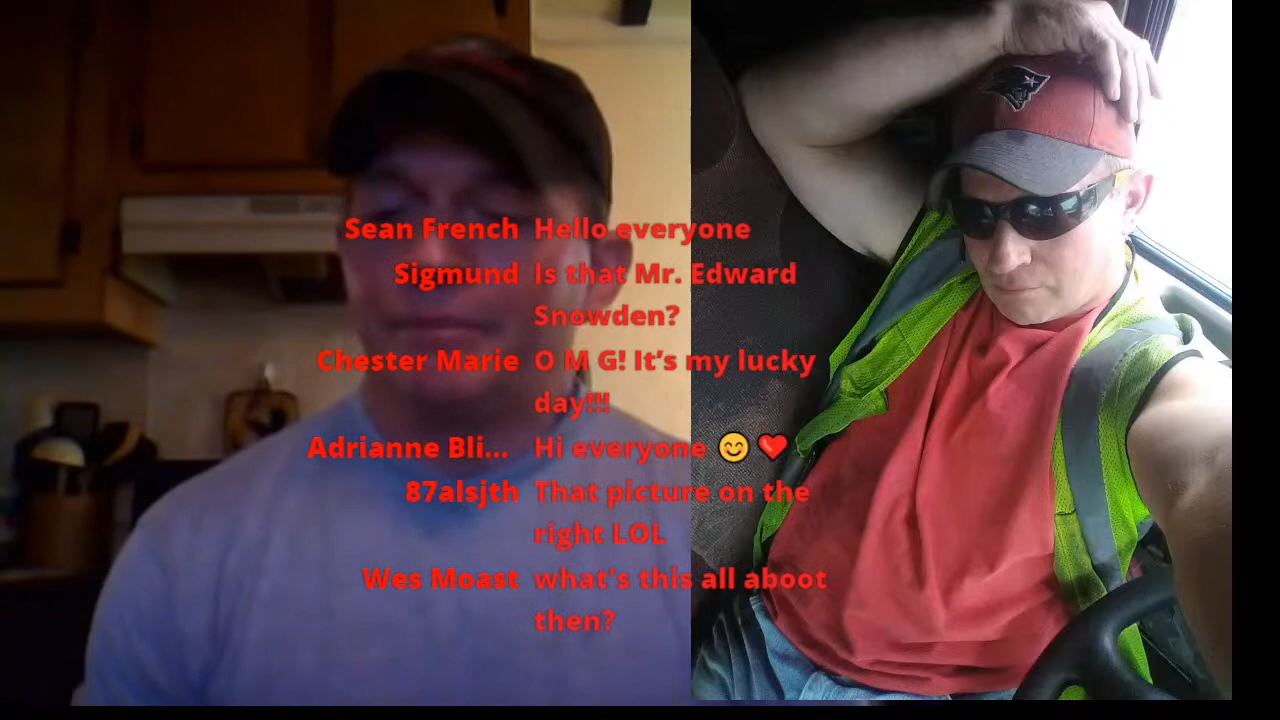 Sean French Hello everyone
Sigmund Is that Mr. Edward
Snowden?
Chester Marie O M G! It’s my lucky
day!!!
Adrianne Bli... Hi everyone 😊❤️
87alsjth That picture on the
right LOL
Wes Moast what's this all aboot
then?